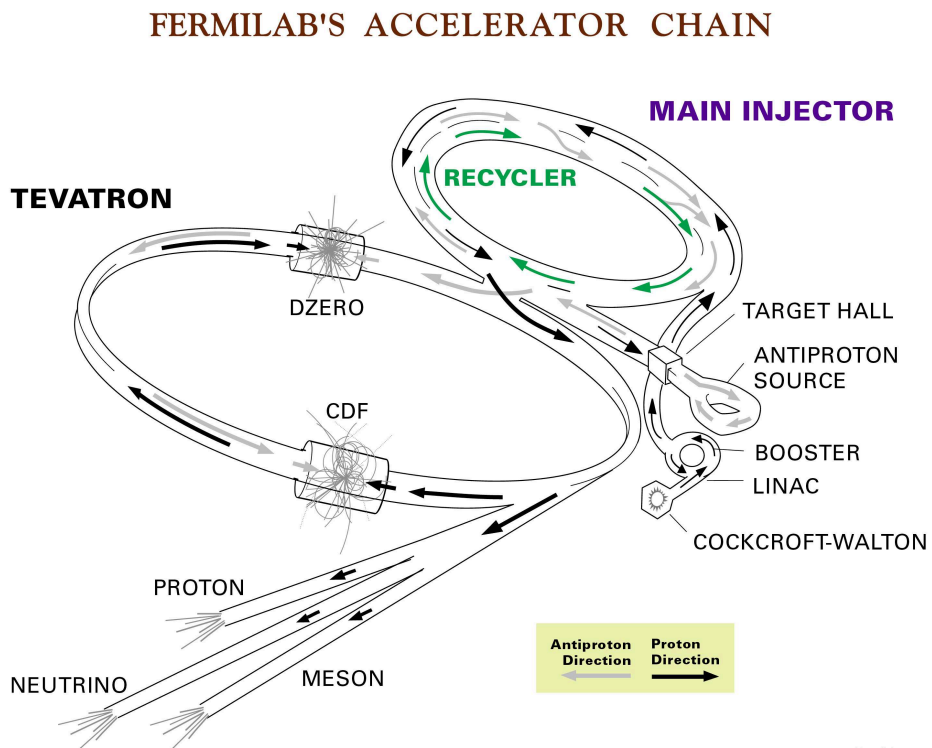 FERMILAB'S ACCELERATOR CHAIN
MAIN INJECTOR
RECYCLER
TEVATRON
DZERO
TARGET HALL
ANTIPROTON
SOURCE
CDF
BOOSTER
LINAC
COCKCROFT-WALTON
PROTON
NEUTRINO
MESON
Antiproton Proton
Direction Direction